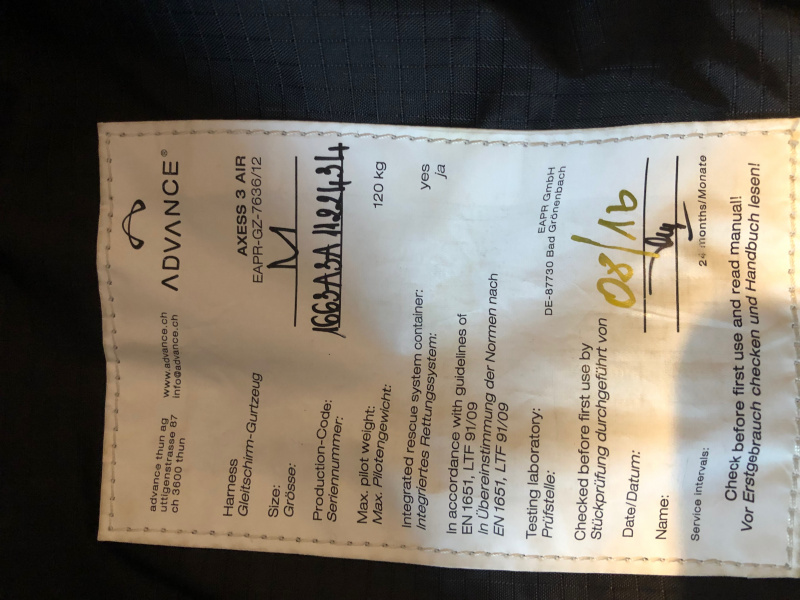 ADVANCE®
advance thun ag
uttigenstrasse 87
ch 3600 thun
www.advance.ch
info@advance.ch
Harness
Gleitschirm-Gurtzeug
AXESS 3 AIR
EAPR-GZ-7636/12
Size:
Grösse:
M
Production-Code:
Seriennummer:
Max. pilot weight:
Max. Pilotengewicht:
120 kg
Integrated rescue system container:
Integriertes Rettungssystem:
yes
ja
In accordance with guidelines of
EN 1651, LTF 91/09
In Übereinstimmung der Normen nach
EN 1651, LTF 91/09
Testing laboratory:
Prüfstelle:
EAPR GmbH
DE-87730 Bad Grönenbach
Checked before first use by
Stückprüfung durchgeführt von
Date/Datum:
08/16
Name:
Service intervals:
24 months/Monate
Check before first use and read manual!
Vor Erstgebrauch checken und Handbuch lesen!